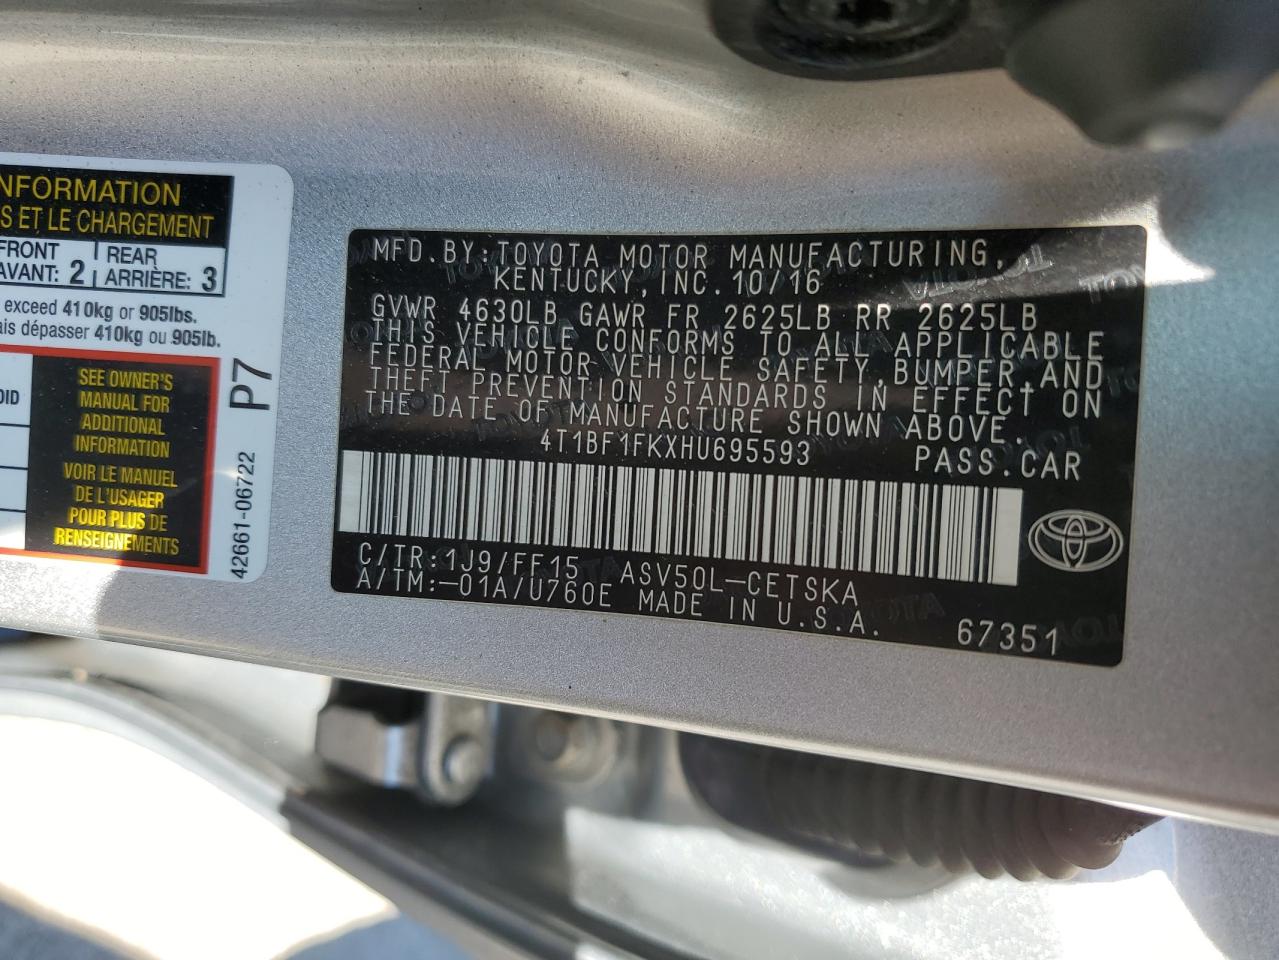 NFORMATION
S ET LE CHARGEMENT
FRONT
AVANT: 2
REAR
ARRIÈRE: 3
exceed 410kg or 905lbs.
ais dépasser 410kg ou 905lb.
OID
SEE OWNER'S
MANUAL FOR
ADDITIONAL
INFORMATION
VOIR LE MANUEL
DE L'USAGER
POUR PLUS DE
RENSEIGNEMENTS
P7
42661-06722
MFD.BY:TOYOTA MOTOR MANUFACTURING,
KENTUCKY,INC.10/16
GVWR 4630LB GAWR FR 2625LB RR 2625LB
THIS VEHICLE CONFORMS TO ALL APPLICABLE
FEDERAL MOTOR VEHICLE SAFETY,BUMPER,AND
THEFT PREVENTION STANDARDS IN EFFECT ON
THE DATE OF MANUFACTURE SHOWN ABOVE.
4T1BF1FKXHU695593 PASS.CAR
C/TR:1J9/FF15 ASV50L-CETSKA
A/TM:-01A/U760E MADE IN U.S.A.
67351